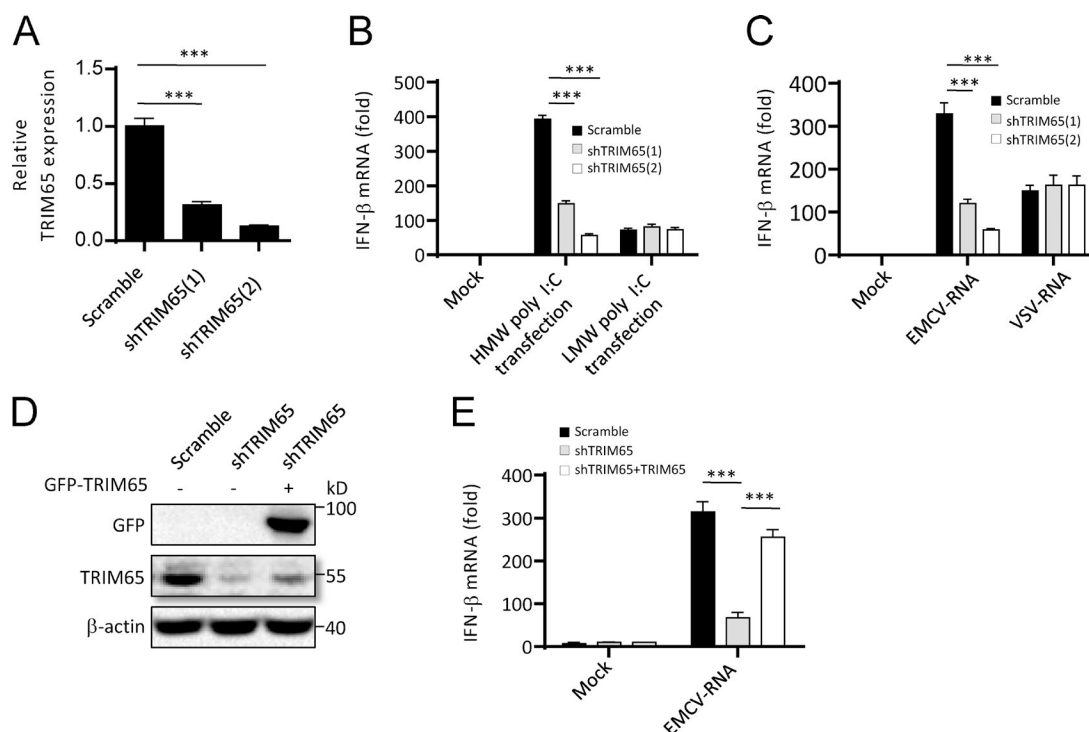 A
***
***
1.5
1.0
0.5
0.0
Relative
TRIM65 expression
Scramble
shTRIM65(1)
shTRIM65(2)
B
***
***
500
400
300
200
100
0
IFN-β mRNA (fold)
Scramble
shTRIM65(1)
shTRIM65(2)
Mock
HMW poly I:C
transfection
LMW poly I:C
transfection
C
***
***
400
300
200
100
0
IFN-β mRNA (fold)
Scramble
shTRIM65(1)
shTRIM65(2)
Mock
EMCV-RNA
VSV-RNA
D
Scramble
shTRIM65
shTRIM65
GFP-TRIM65 - - + kD
GFP 100
TRIM65 55
β-actin 40
E
Scramble
shTRIM65
shTRIM65+TRIM65
***
***
400
300
200
100
0
IFN-β mRNA (fold)
Mock
EMCV-RNA